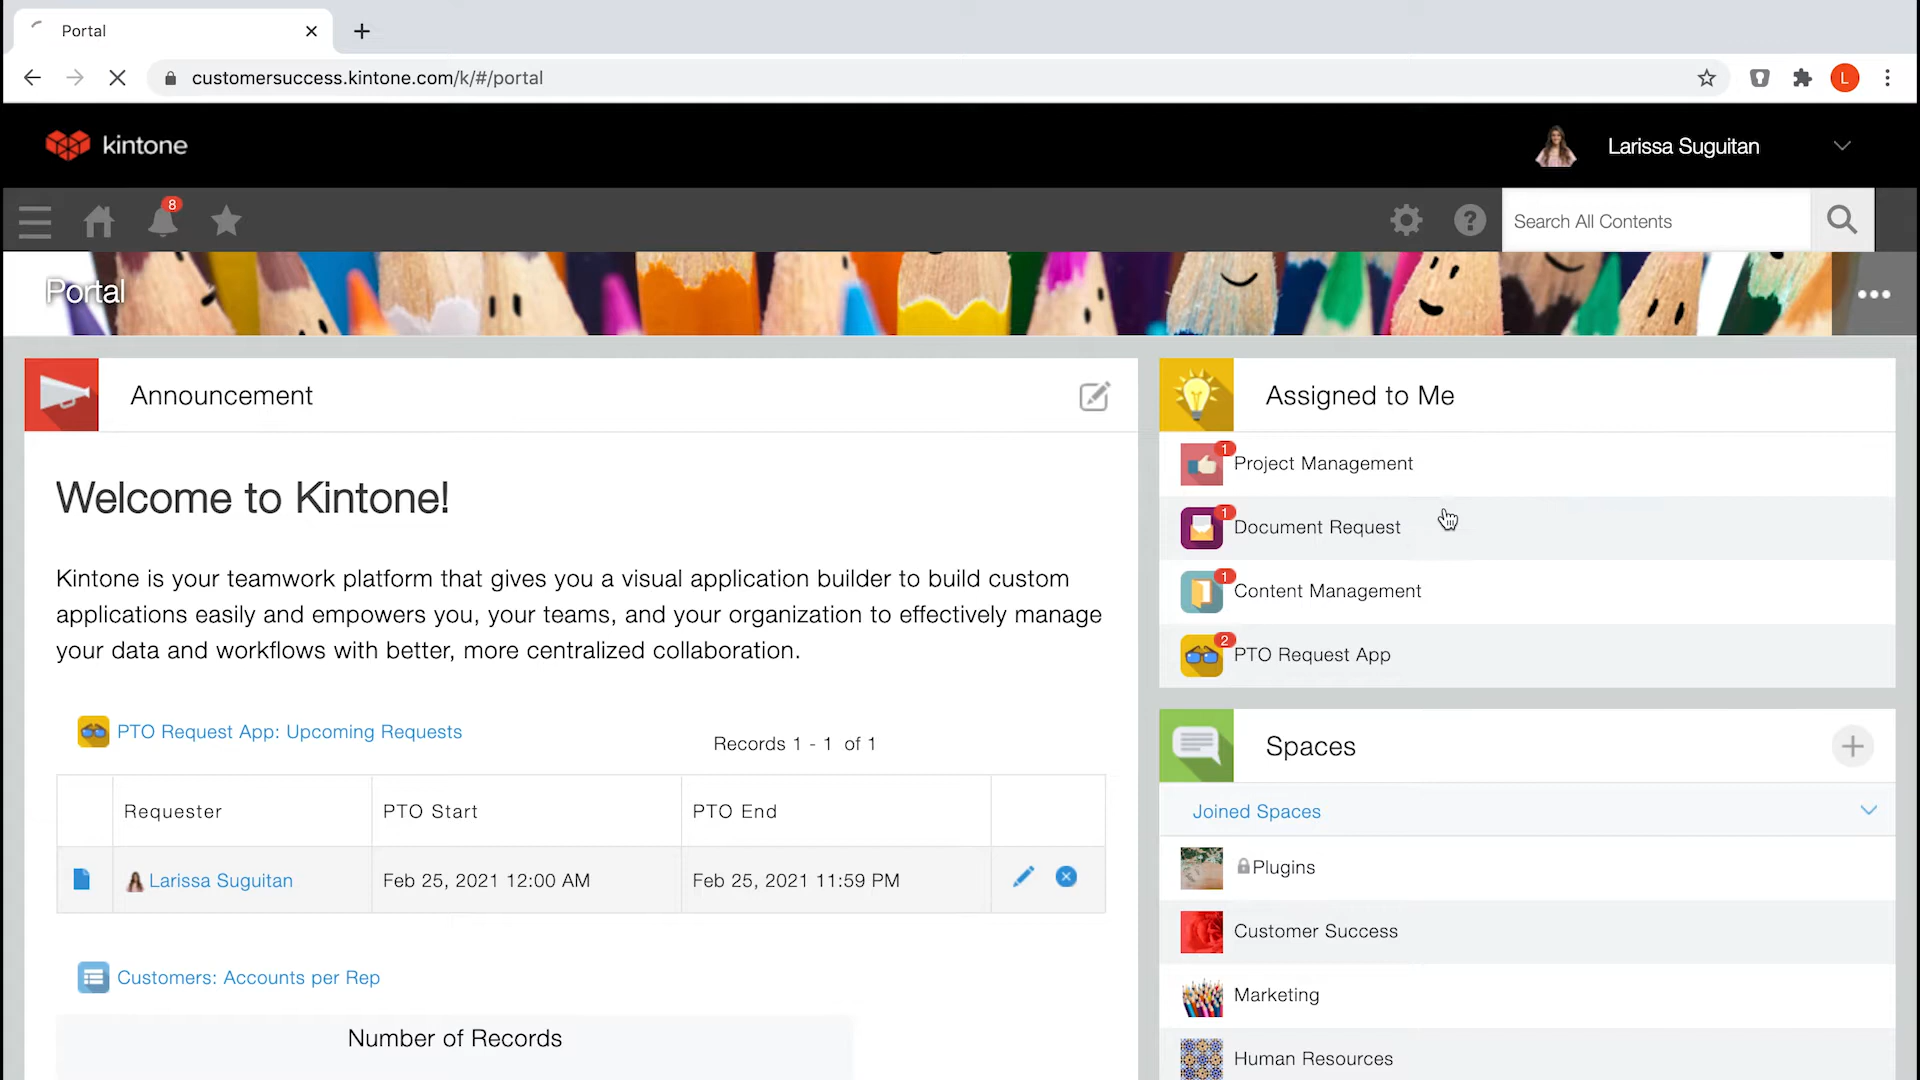 Portal
customersuccess.kintone.com/k/#/portal
L
kintone
Larissa Suguitan
8
?
Search All Contents
Portal
Announcement
Welcome to Kintone!
Kintone is your teamwork platform that gives you a visual application builder to build custom
applications easily and empowers you, your teams, and your organization to effectively manage
your data and workflows with better, more centralized collaboration.
PTO Request App: Upcoming Requests
Records 1 - 1 of 1
Requester PTO Start PTO End
Larissa Suguitan Feb 25, 2021 12:00 AM Feb 25, 2021 11:59 PM
Customers: Accounts per Rep
Number of Records
Assigned to Me
1
Project Management
1
Document Request
1
Content Management
2
PTO Request App
Spaces
Joined Spaces
Plugins
Customer Success
Marketing
Human Resources